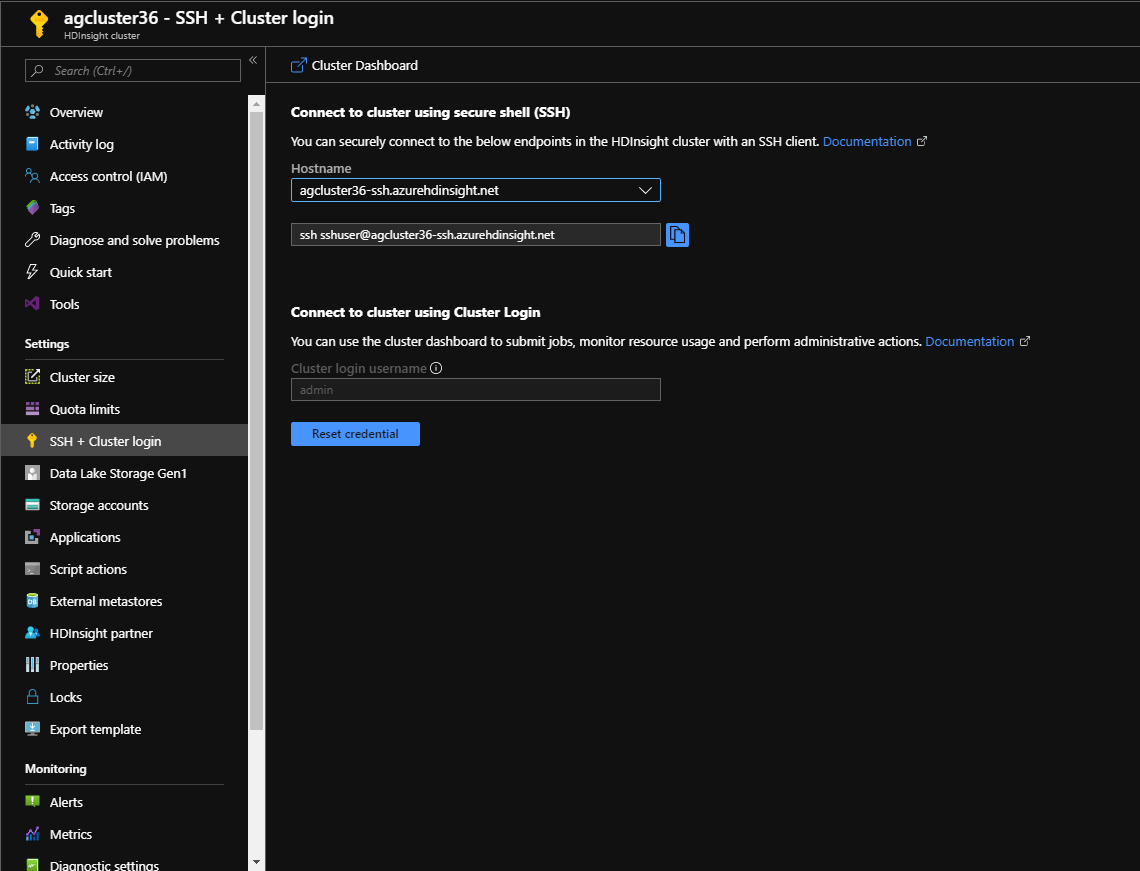 agcluster36 - SSH + Cluster login
HDInsight cluster
Search (Ctrl+/)
«
Overview
Activity log
Access control (IAM)
Tags
Diagnose and solve problems
Quick start
Tools
Settings
Cluster size
Quota limits
SSH + Cluster login
Data Lake Storage Gen1
Storage accounts
Applications
Script actions
External metastores
HDInsight partner
Properties
Locks
Export template
Monitoring
Alerts
Metrics
Diagnostic settings
Cluster Dashboard
Connect to cluster using secure shell (SSH)
You can securely connect to the below endpoints in the HDInsight cluster with an SSH client. Documentation
Hostname
agcluster36-ssh.azurehdinsight.net
ssh sshuser@agcluster36-ssh.azurehdinsight.net
Connect to cluster using Cluster Login
You can use the cluster dashboard to submit jobs, monitor resource usage and perform administrative actions. Documentation
Cluster login username
admin
Reset credential